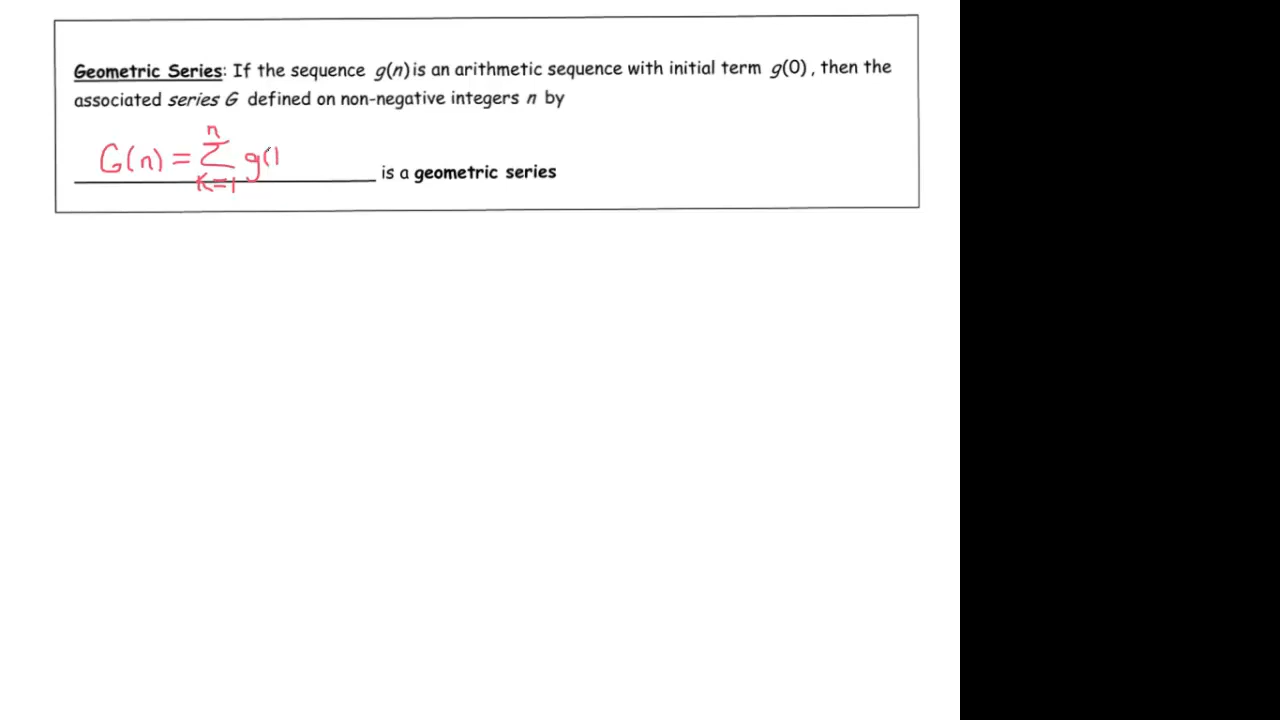 Geometric Series: If the sequence g(n) is an arithmetic sequence with initial term g(0), then the
associated series G defined on non-negative integers n by
n
G(n) = Σ g(
K=1
is a geometric series